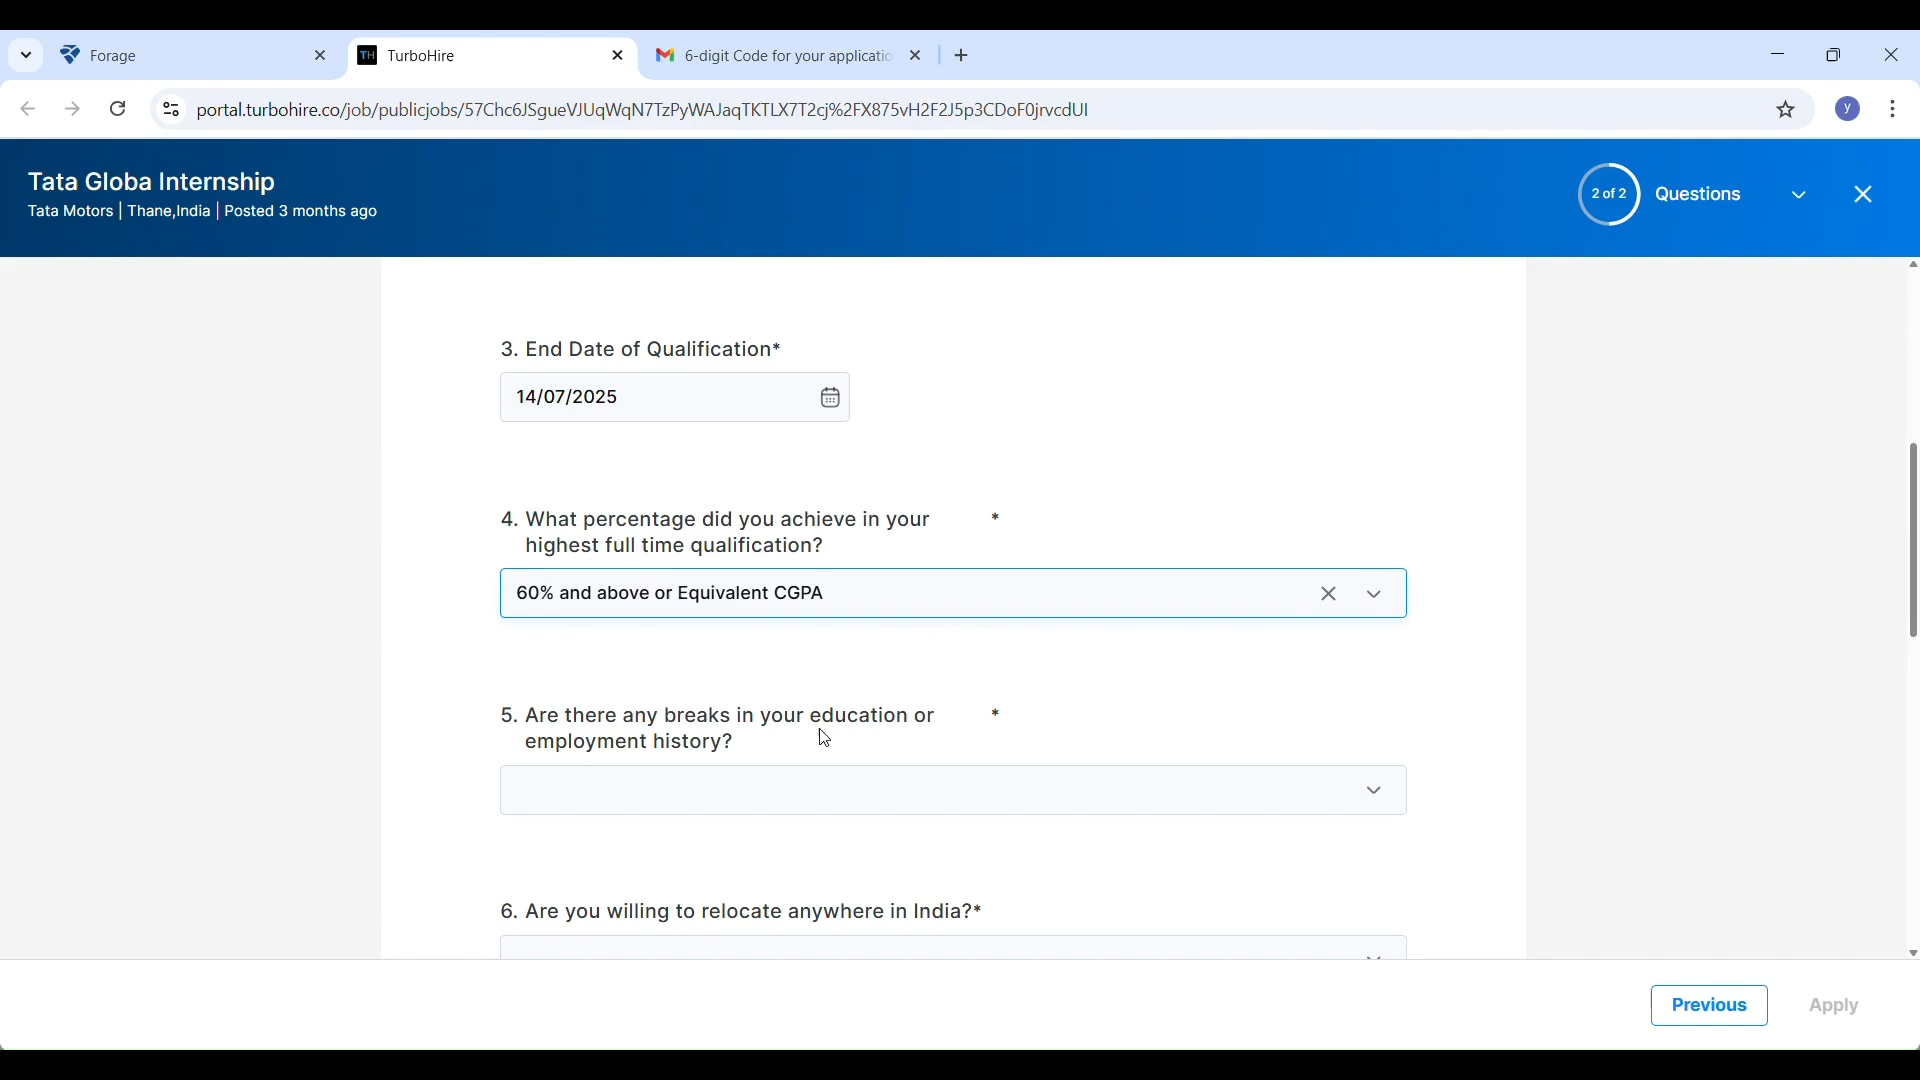 Forage
TH TurboHire
6-digit Code for your applicatio
portal.turbohire.co/job/publicjobs/57Chc6JSgueVJUqWqN7TzPyWAJaqTKTLX7T2cj%2FX875vH2F2J5p3CDoF0jrvcdUI
y
Tata Globa Internship
Tata Motors | Thane,India | Posted 3 months ago
2 of 2
Questions
3. End Date of Qualification*
14/07/2025
4. What percentage did you achieve in your *
highest full time qualification?
60% and above or Equivalent CGPA
5. Are there any breaks in your education or *
employment history?
6. Are you willing to relocate anywhere in India?*
Previous
Apply